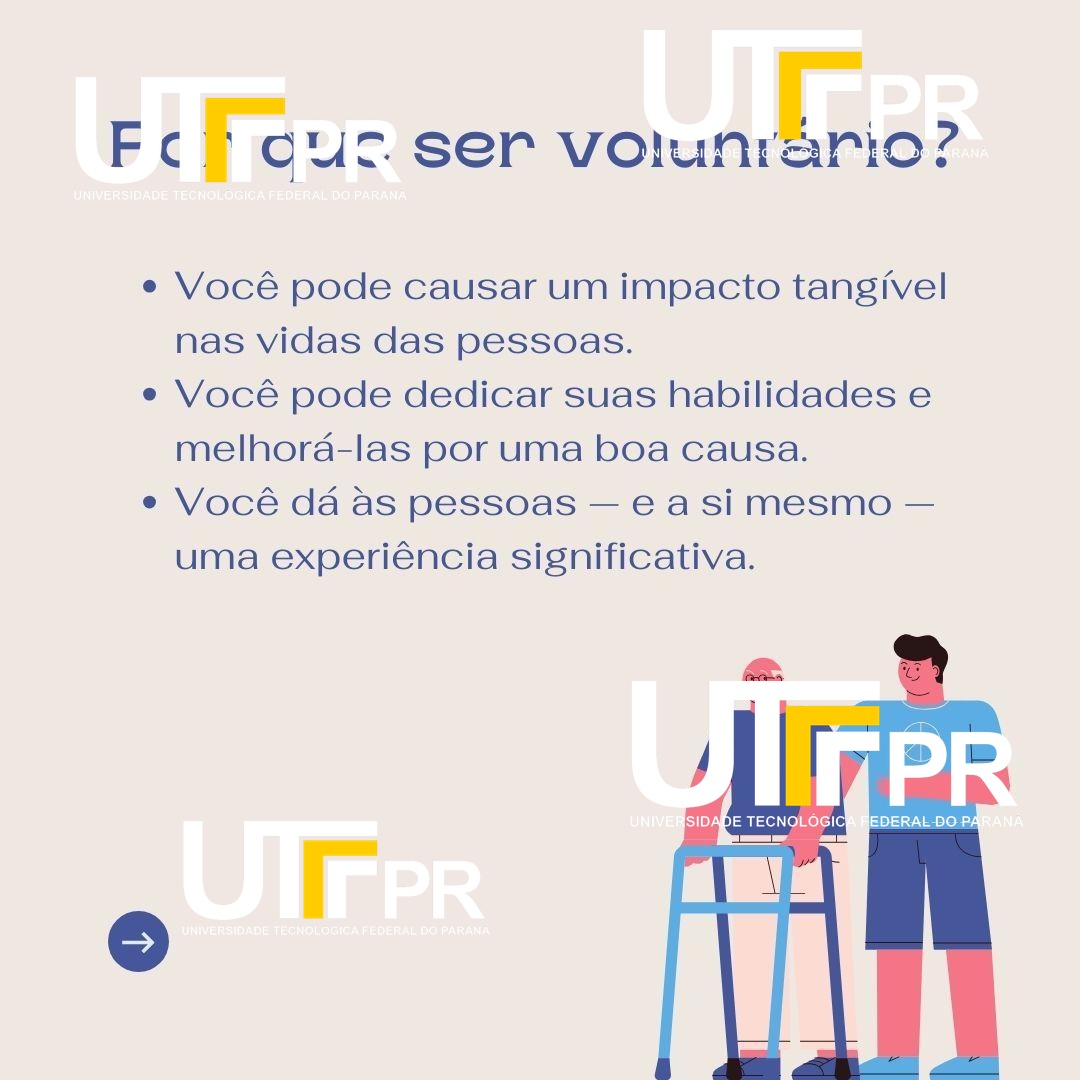 UTFPR
UNIVERSIDADE TECNOLÓGICA FEDERAL DO PARANÁ
UTFPR
UNIVERSIDADE TECNOLÓGICA FEDERAL DO PARANÁ
Por que ser voluntário?
Você pode causar um impacto tangível
nas vidas das pessoas.
Você pode dedicar suas habilidades e
melhorá-las por uma boa causa.
Você dá às pessoas — e a si mesmo —
uma experiência significativa.
UTFPR
UNIVERSIDADE TECNOLÓGICA FEDERAL DO PARANÁ
UTFPR
UNIVERSIDADE TECNOLÓGICA FEDERAL DO PARANÁ